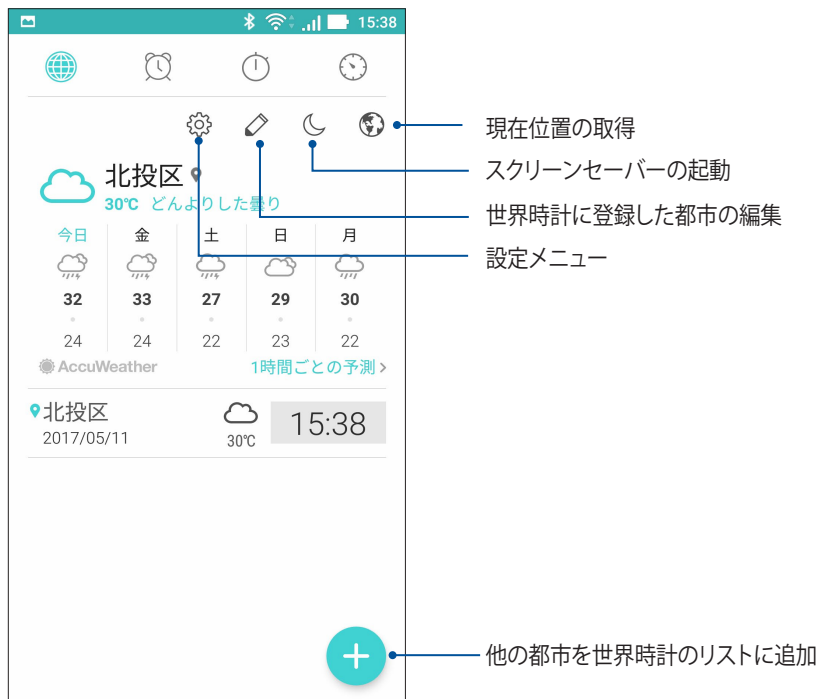 15:38
現在位置の取得
スクリーンセーバーの起動
世界時計に登録した都市の編集
設定メニュー
北投区
30℃ どんよりした曇り
今日 金 土 日 月
32 33 27 29 30
24 24 22 23 22
AccuWeather 1時間ごとの予測 >
北投区
2017/05/11
30℃
15:38
他の都市を世界時計のリストに追加